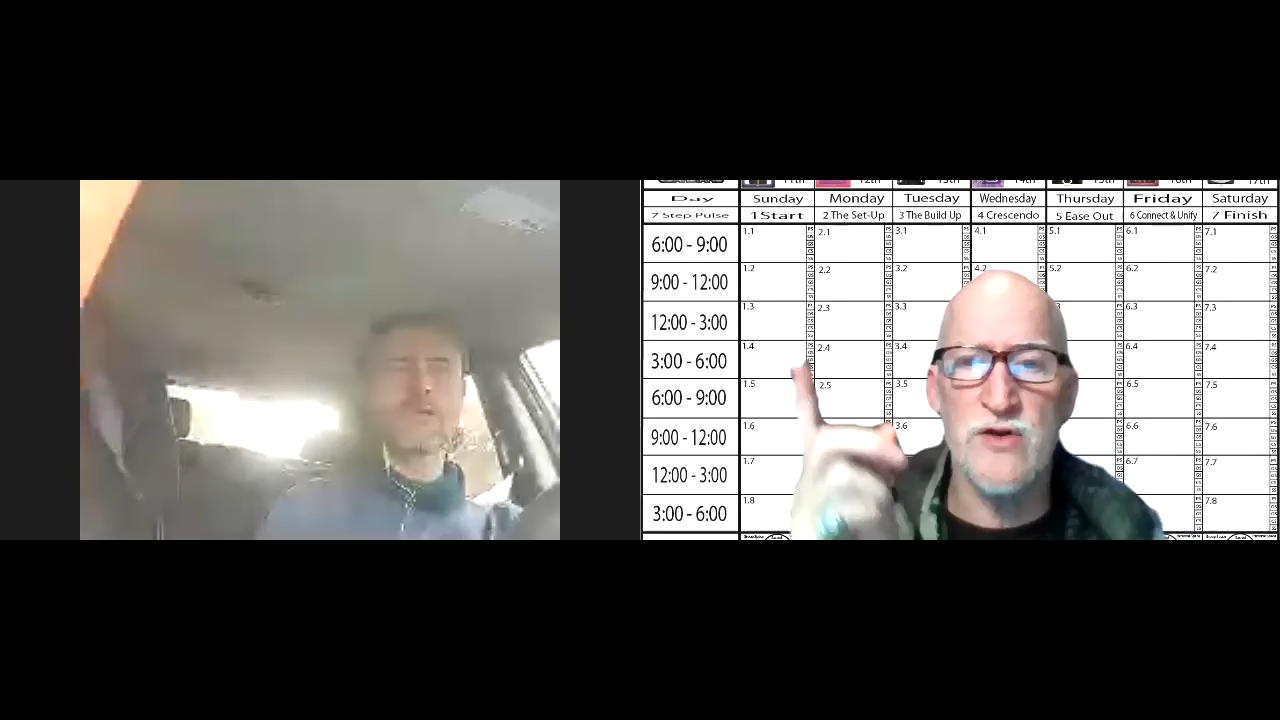 11th 12th 13th 14th 15th 16th 17th
Day Sunday Monday Tuesday Wednesday Thursday Friday Saturday
7 Step Pulse 1 Start 2 The Set-Up 3 The Build Up 4 Crescendo 5 Ease Out 6 Connect & Unify 7 Finish
6:00 - 9:00 1.1 2.1 3.1 4.1 5.1 6.1 7.1
9:00 - 12:00 1.2 2.2 3.2 4.2 5.2 6.2 7.2
12:00 - 3:00 1.3 2.3 3.3 6.3 7.3
3:00 - 6:00 1.4 2.4 3.4 6.4 7.4
6:00 - 9:00 1.5 2.5 3.5 6.5 7.5
9:00 - 12:00 1.6 3.6 6.6 7.6
12:00 - 3:00 1.7 6.7 7.7
3:00 - 6:00 1.8 7.8